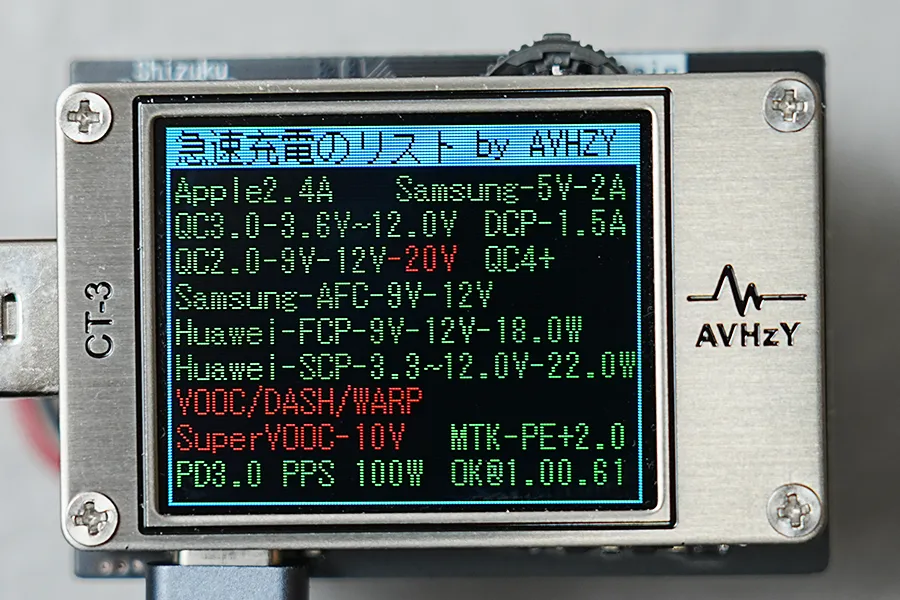 Shizuku
急速充電のリスト by AVHZY
Apple2.4A Samsung-5V-2A
QC3.0-3.6V~12.0V DCP-1.5A
QC2.0-9V-12V-20V QC4+
Samsung-AFC-9V-12V
Huawei-FCP-9V-12V-18.0W
Huawei-SCP-3.3~12.0V-22.0W
VOOC/DASH/WARP
SuperVOOC-10V MTK-PE+2.0
PD3.0 PPS 100W OK@1.00.61
CT-3
AVHzY